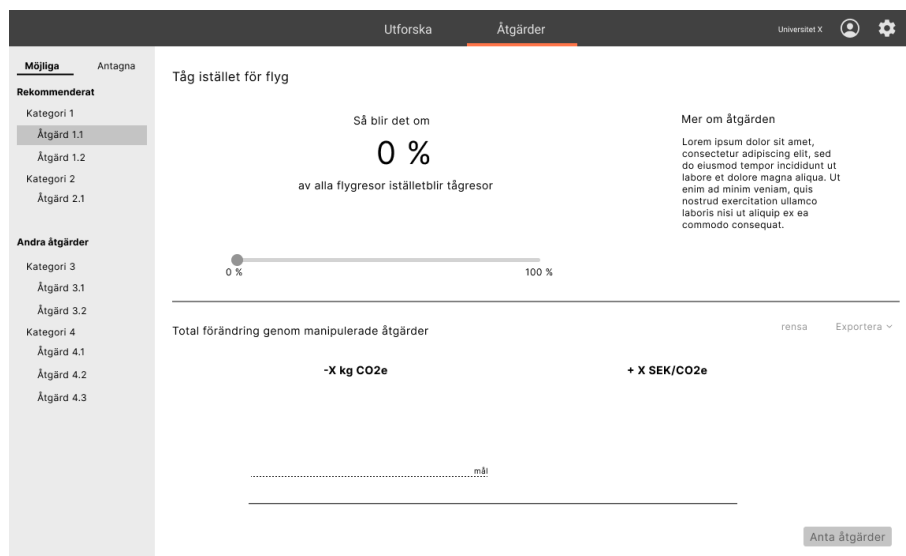 Utforska
Åtgärder
Universitet X
Möjliga
Antagna
Rekommenderat
Kategori 1
Åtgärd 1.1
Åtgärd 1.2
Kategori 2
Åtgärd 2.1
Andra åtgärder
Kategori 3
Åtgärd 3.1
Åtgärd 3.2
Kategori 4
Åtgärd 4.1
Åtgärd 4.2
Åtgärd 4.3
Tåg istället för flyg
Så blir det om
0 %
av alla flygresor iställetblir tågresor
0 %
100 %
Mer om åtgärden
Lorem ipsum dolor sit amet,
consectetur adipiscing elit, sed
do eiusmod tempor incididunt ut
labore et dolore magna aliqua. Ut
enim ad minim veniam, quis
nostrud exercitation ullamco
laboris nisi ut aliquip ex ea
commodo consequat.
Total förändring genom manipulerade åtgärder
rensa
Exportera
-X kg CO2e
+ X SEK/CO2e
mål
Anta åtgärder